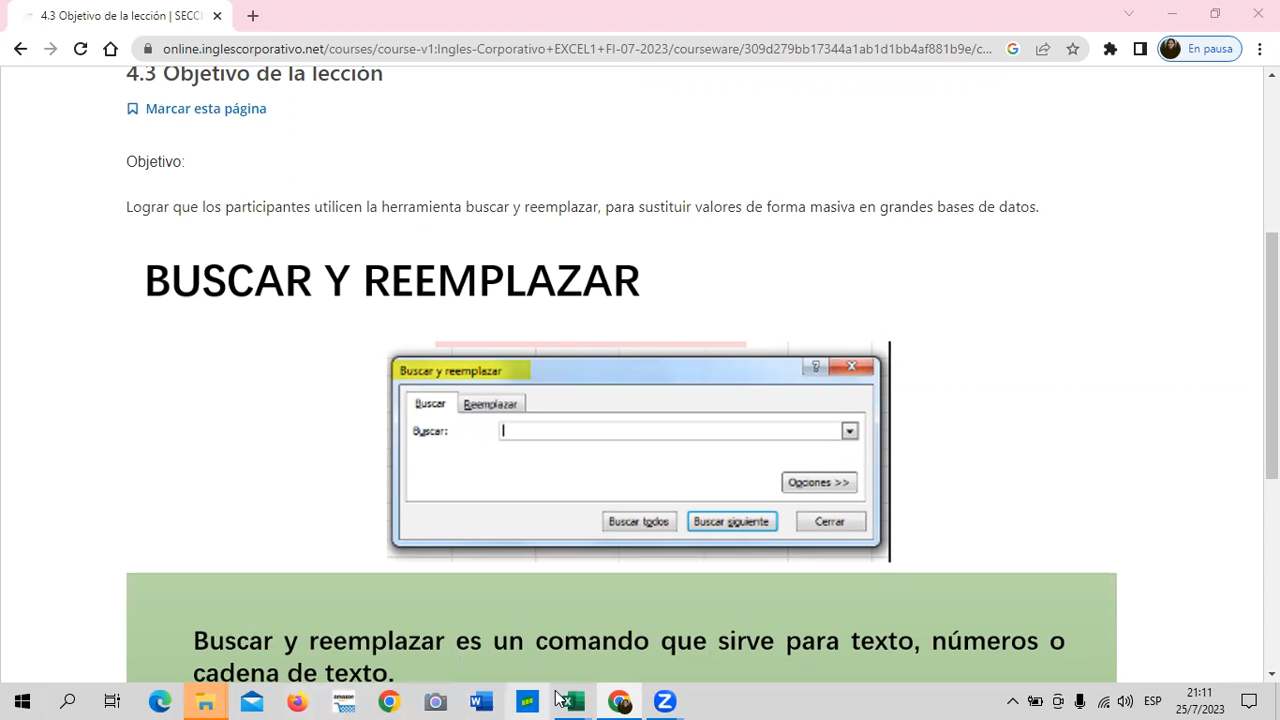 4.3 Objetivo de la lección | SECCI
online.inglescorporativo.net/courses/course-v1:Ingles-Corporativo+EXCEL1+FI-07-2023/courseware/309d279bb173441ab1d1bb4af881b9e/c...
En pausa
4.3 Objetivo de la lección
Marcar esta página
Objetivo:
Lograr que los participantes utilicen la herramienta buscar y reemplazar, para sustituir valores de forma masiva en grandes bases de datos.
BUSCAR Y REEMPLAZAR
Buscar y reemplazar
Buscar Reemplazar
Buscar:
Opciones >>
Buscar todos Buscar siguiente Cerrar
Buscar y reemplazar es un comando que sirve para texto, números o
cadena de texto.
ESP
21:11
25/7/2023